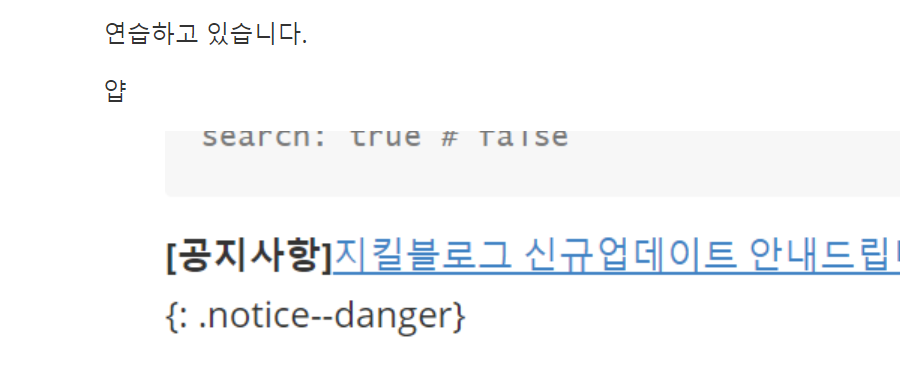 연습하고 있습니다.
얍
search: true # false
[공지사항]지킬블로그 신규업데이트 안내드립
{: .notice--danger}